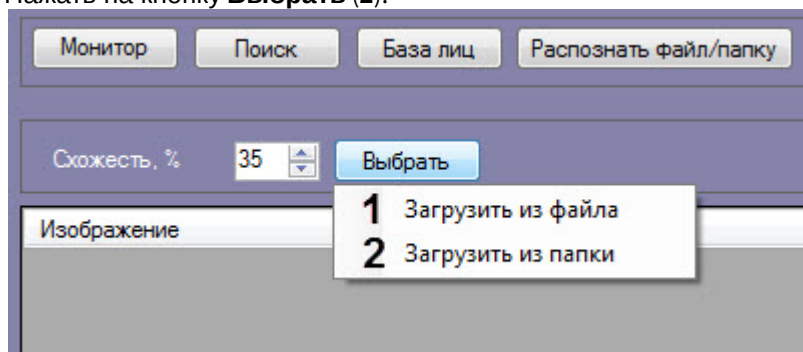 Нажать на кнопку Выбрать (2).
Монитор Поиск База лиц Распознать файл/папку
Схожесть, % 35 Выбрать
1 Загрузить из файла
Изображение
2 Загрузить из папки